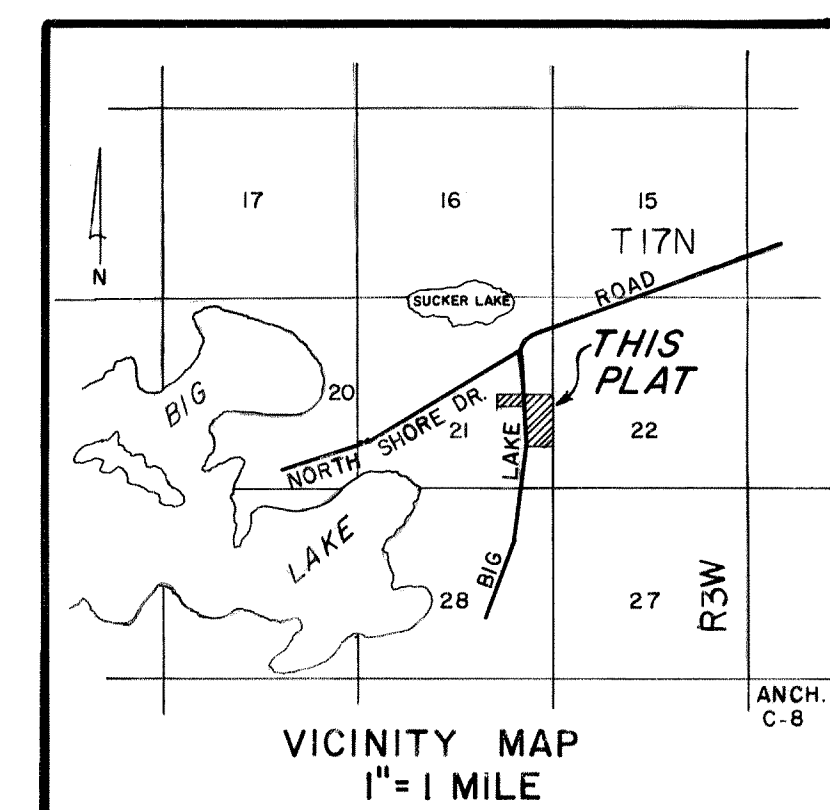 17
16
15
T17N
N
SUCKER LAKE
ROAD
THIS
PLAT
BIG
20
NORTH SHORE DR.
21
LAKE
22
LAKE
28
BIG
27
R3W
ANCH.
C-8
VICINITY MAP
1"= 1 MILE